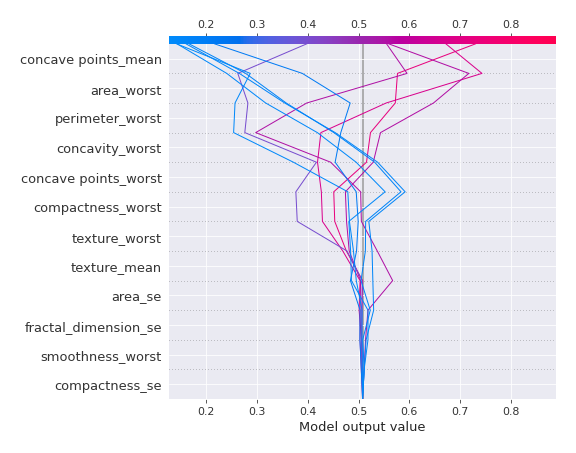 0.2 0.3 0.4 0.5 0.6 0.7 0.8
concave points_mean
area_worst
perimeter_worst
concavity_worst
concave points_worst
compactness_worst
texture_worst
texture_mean
area_se
fractal_dimension_se
smoothness_worst
compactness_se
0.2 0.3 0.4 0.5 0.6 0.7 0.8
Model output value